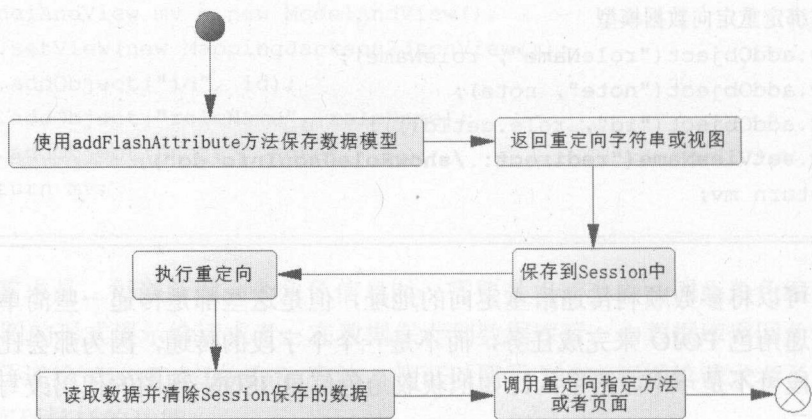 使用addFlashAttribute方法保存数据模型
返回重定向字符串或视图
保存到Session中
执行重定向
读取数据并清除Session保存的数据
调用重定向指定方法
或者页面